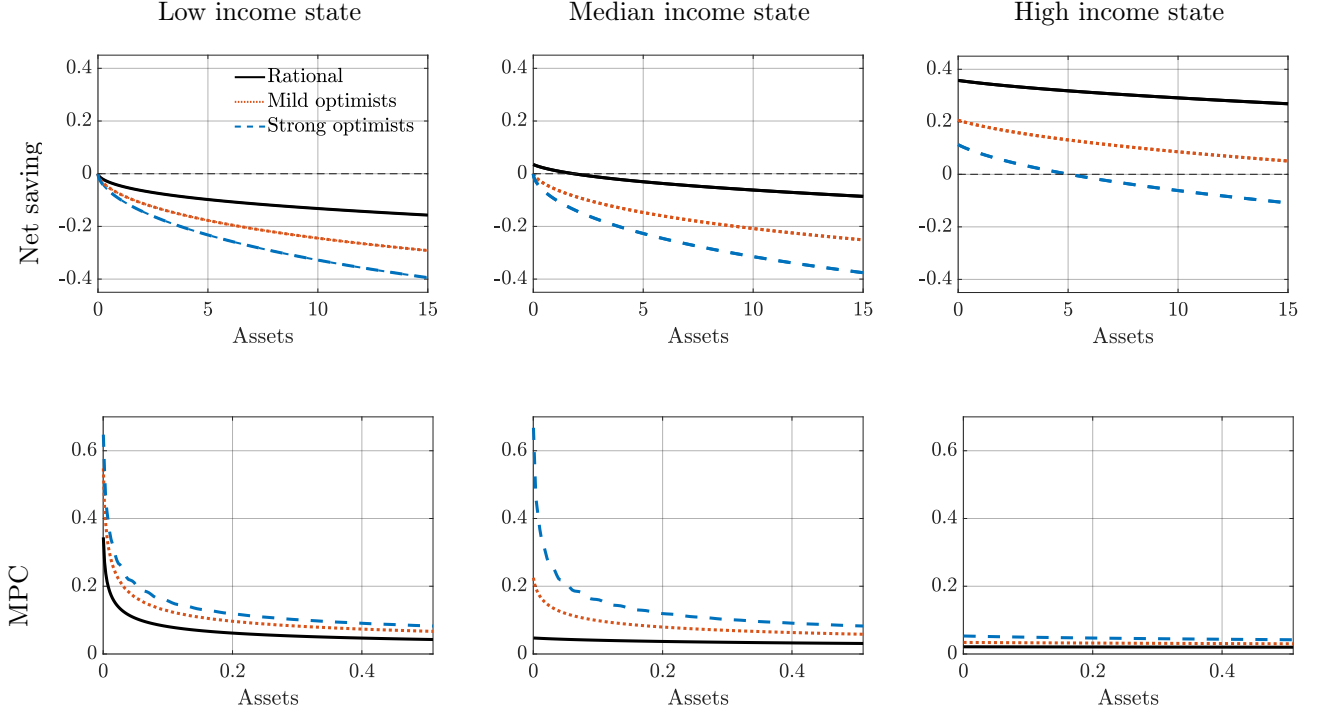 Low income state
Median income state
High income state
Net saving
0.4
0.2
0
-0.2
-0.4
Rational
Mild optimists
Strong optimists
0 5 10 15
Assets
0.4
0.2
0
-0.2
-0.4
0 5 10 15
Assets
0.4
0.2
0
-0.2
-0.4
0 5 10 15
Assets
MPC
0.6
0.4
0.2
0
0 0.2 0.4
Assets
0.6
0.4
0.2
0
0 0.2 0.4
Assets
0.6
0.4
0.2
0
0 0.2 0.4
Assets